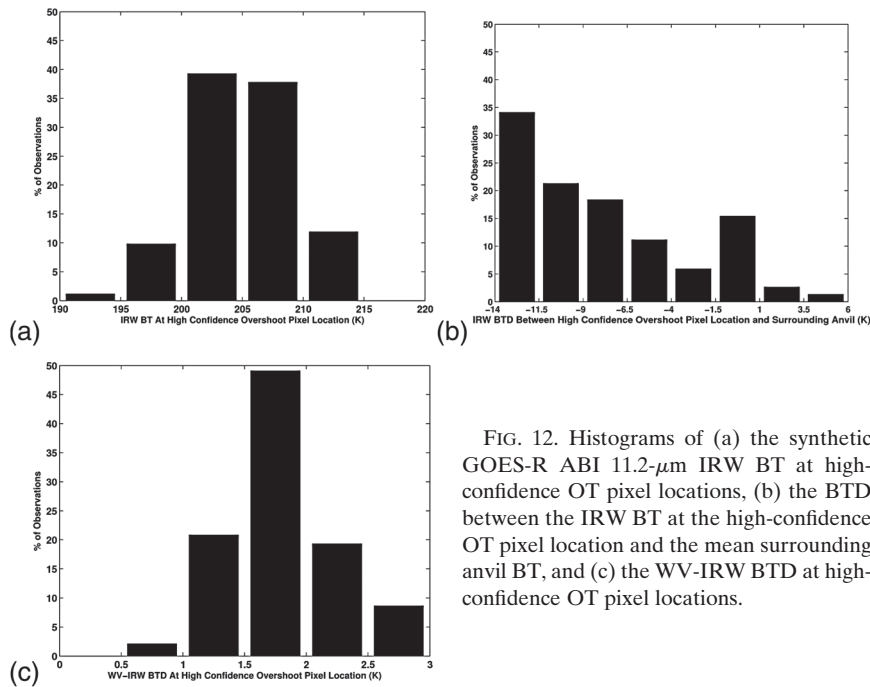 50
45
40
35
30
25
20
15
10
5
0
% of Observations
190 195 200 205 210 215 220
IRW BT At High Confidence Overshoot Pixel Location (K)
(a)
50
45
40
35
30
25
20
15
10
5
0
% of Observations
−14 −11.5 −9 −6.5 −4 −1.5 1 3.5 6
IRW BTD Between High Confidence Overshoot Pixel Location and Surrounding Anvil (K)
(b)
50
45
40
35
30
25
20
15
10
5
0
% of Observations
0 0.5 1 1.5 2 2.5 3
WV−IRW BTD At High Confidence Overshoot Pixel Location (K)
(c)
FIG. 12. Histograms of (a) the synthetic
GOES-R ABI 11.2-μm IRW BT at high-
confidence OT pixel locations, (b) the BTD
between the IRW BT at the high-confidence
OT pixel location and the mean surrounding
anvil BT, and (c) the WV-IRW BTD at high-
confidence OT pixel locations.